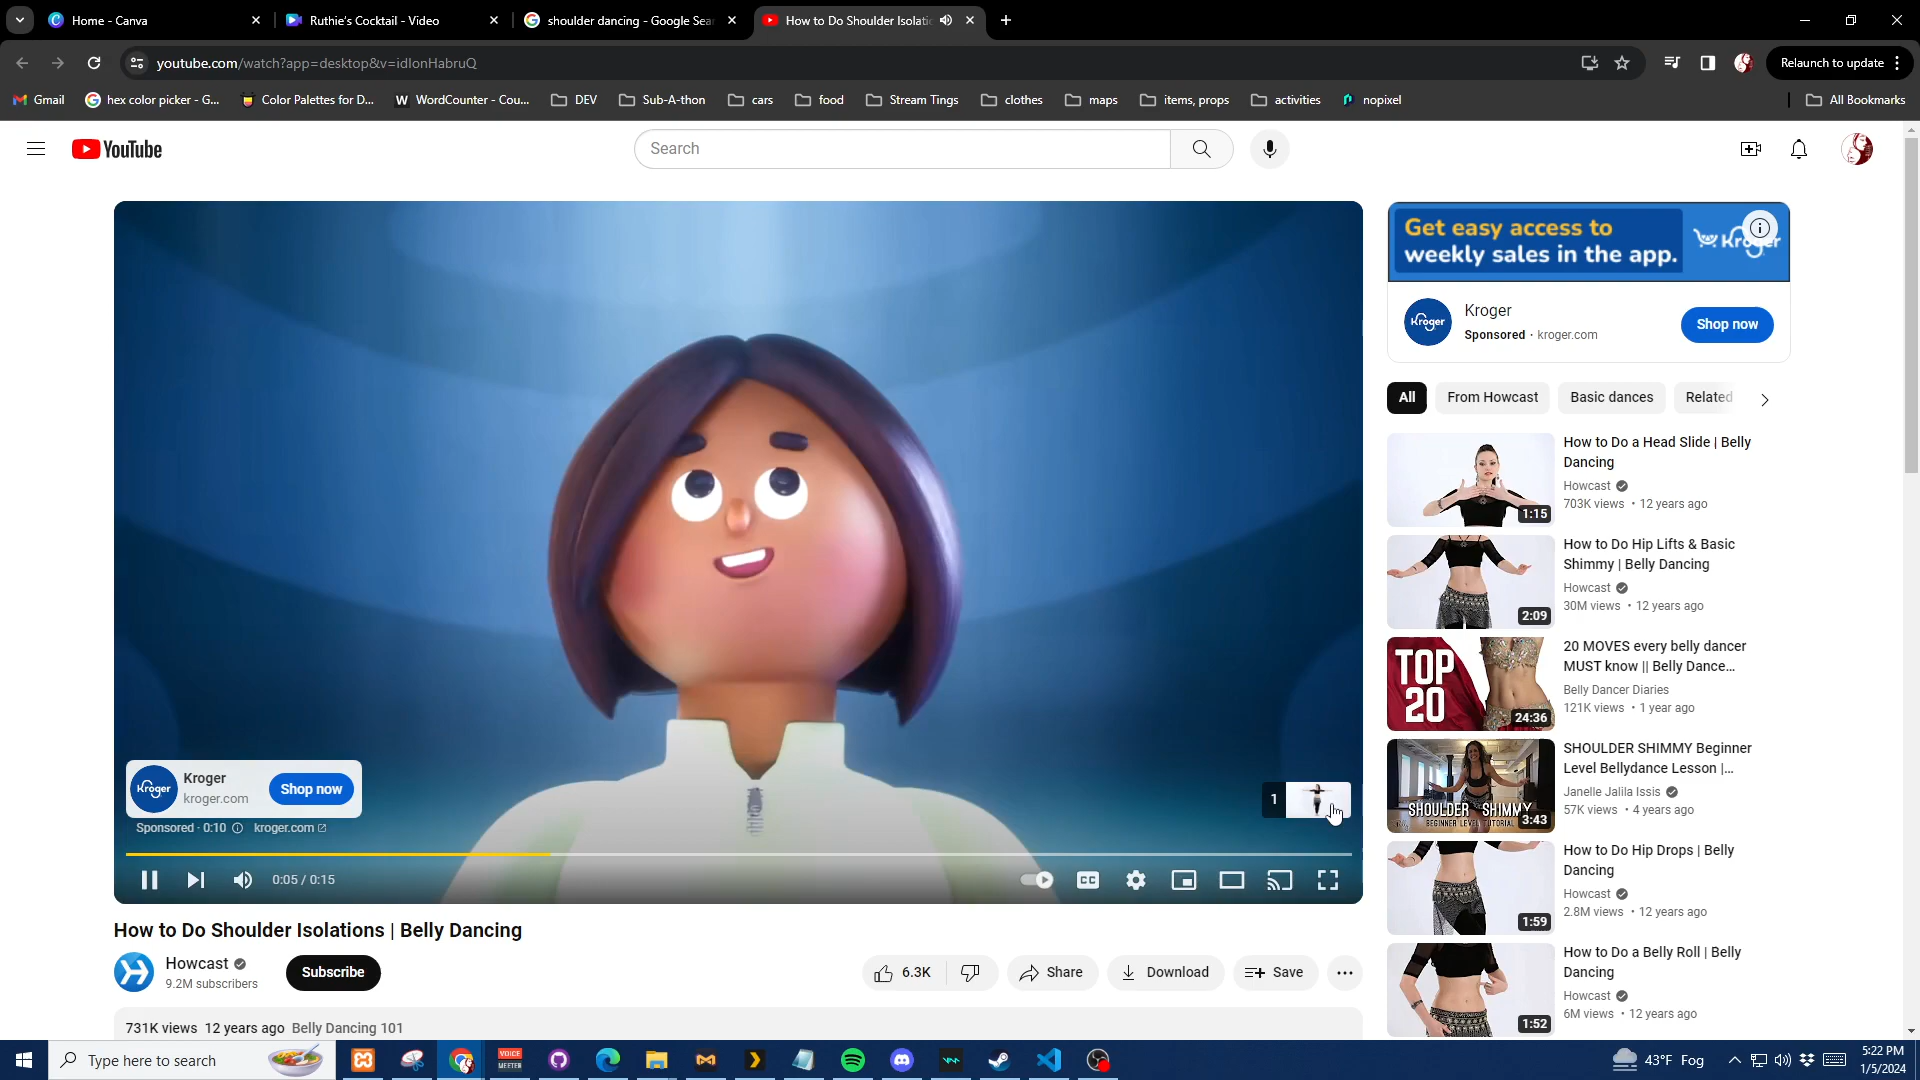 Home - Canva
Ruthie's Cocktail - Video
shoulder dancing - Google Sea
How to Do Shoulder Isolatio
youtube.com/watch?app=desktop&v=idIonHabruQ
Relaunch to update
Gmail
hex color picker - G...
Color Palettes for D...
WordCounter - Cou...
DEV
Sub-A-thon
cars
food
Stream Tings
clothes
maps
items, props
activities
nopixel
All Bookmarks
YouTube
Search
Kroger
kroger.com
Shop now
Sponsored · 0:10
kroger.com
1
0:05 / 0:15
CC
How to Do Shoulder Isolations | Belly Dancing
Howcast
9.2M subscribers
Subscribe
6.3K
Share
Download
Save
731K views 12 years ago Belly Dancing 101
Get easy access to
weekly sales in the app.
Kroger
Kroger
Kroger
Sponsored · kroger.com
Shop now
All
From Howcast
Basic dances
Related
How to Do a Head Slide | Belly
Dancing
Howcast
703K views · 12 years ago
1:15
How to Do Hip Lifts & Basic
Shimmy | Belly Dancing
Howcast
30M views · 12 years ago
2:09
TOP
20
24:36
20 MOVES every belly dancer
MUST know || Belly Dance...
Belly Dancer Diaries
121K views · 1 year ago
SHOULDER SHIMMY
BEGINNER LEVEL TUTORIAL
3:43
SHOULDER SHIMMY Beginner
Level Bellydance Lesson |...
Janelle Jalila Issis
57K views · 4 years ago
How to Do Hip Drops | Belly
Dancing
Howcast
2.8M views · 12 years ago
1:59
How to Do a Belly Roll | Belly
Dancing
Howcast
6M views · 12 years ago
1:52
Type here to search
VOICE
MEETER
43°F Fog
5:22 PM
1/5/2024